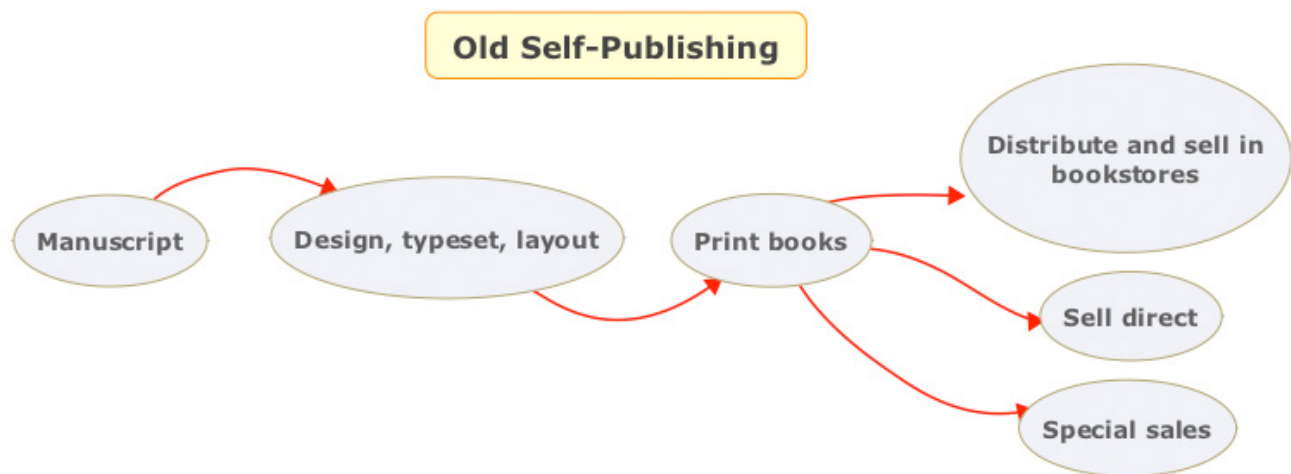 Old Self-Publishing
Manuscript
Design, typeset, layout
Print books
Distribute and sell in
bookstores
Sell direct
Special sales